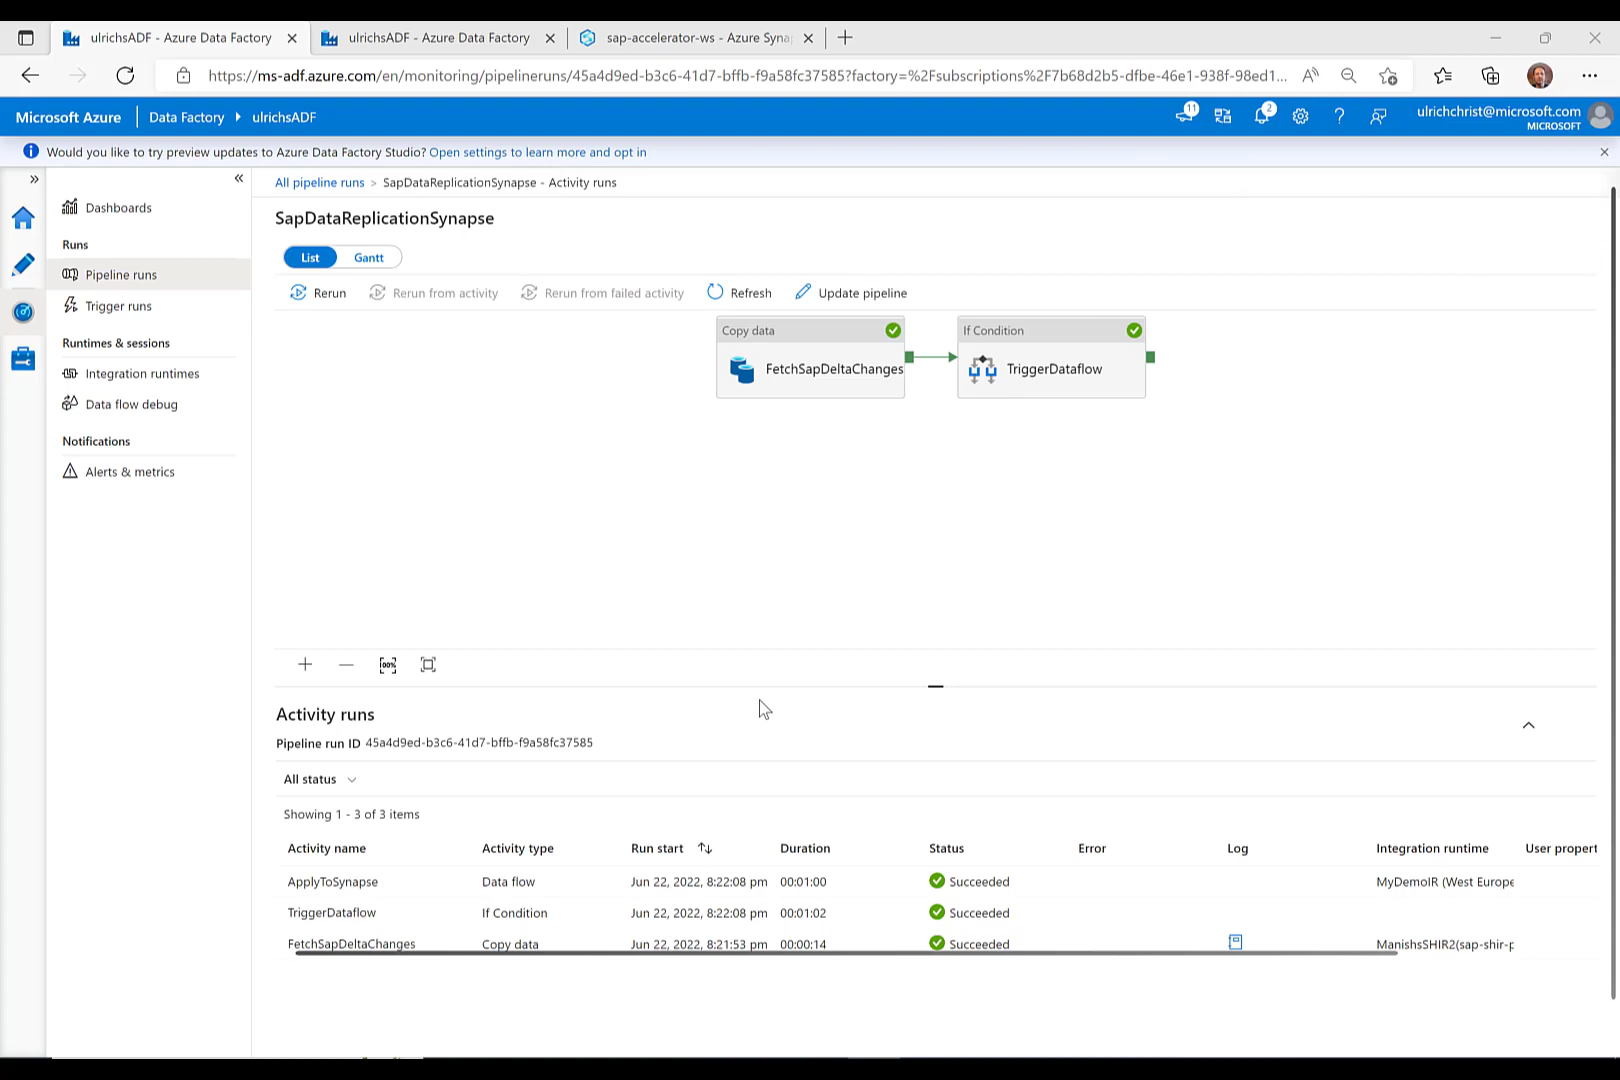 ulrichsADF - Azure Data Factory
ulrichsADF - Azure Data Factory
sap-accelerator-ws - Azure Syna
https://ms-adf.azure.com/en/monitoring/pipelineruns/45a4d9ed-b3c6-41d7-bffb-f9a58fc37585?factory=%2Fsubscriptions%2F7b68d2b5-dfbe-46e1-938f-98ed1...
Microsoft Azure
Data Factory
ulrichsADF
11
2
ulrichchrist@microsoft.com
MICROSOFT
Would you like to try preview updates to Azure Data Factory Studio? Open settings to learn more and opt in
Dashboards
Runs
Pipeline runs
Trigger runs
Runtimes & sessions
Integration runtimes
Data flow debug
Notifications
Alerts & metrics
All pipeline runs > SapDataReplicationSynapse - Activity runs
SapDataReplicationSynapse
List Gantt
Rerun Rerun from activity Rerun from failed activity Refresh Update pipeline
Copy data
FetchSapDeltaChanges
If Condition
TriggerDataflow
Activity runs
Pipeline run ID 45a4d9ed-b3c6-41d7-bffb-f9a58fc37585
All status
Showing 1 - 3 of 3 items
Activity name Activity type Run start Duration Status Error Log Integration runtime User propert
ApplyToSynapse Data flow Jun 22, 2022, 8:22:08 pm 00:01:00 Succeeded MyDemoIR (West Europe
TriggerDataflow If Condition Jun 22, 2022, 8:22:08 pm 00:01:02 Succeeded
FetchSapDeltaChanges Copy data Jun 22, 2022, 8:21:53 pm 00:00:14 Succeeded ManishsSHIR2(sap-shir-p